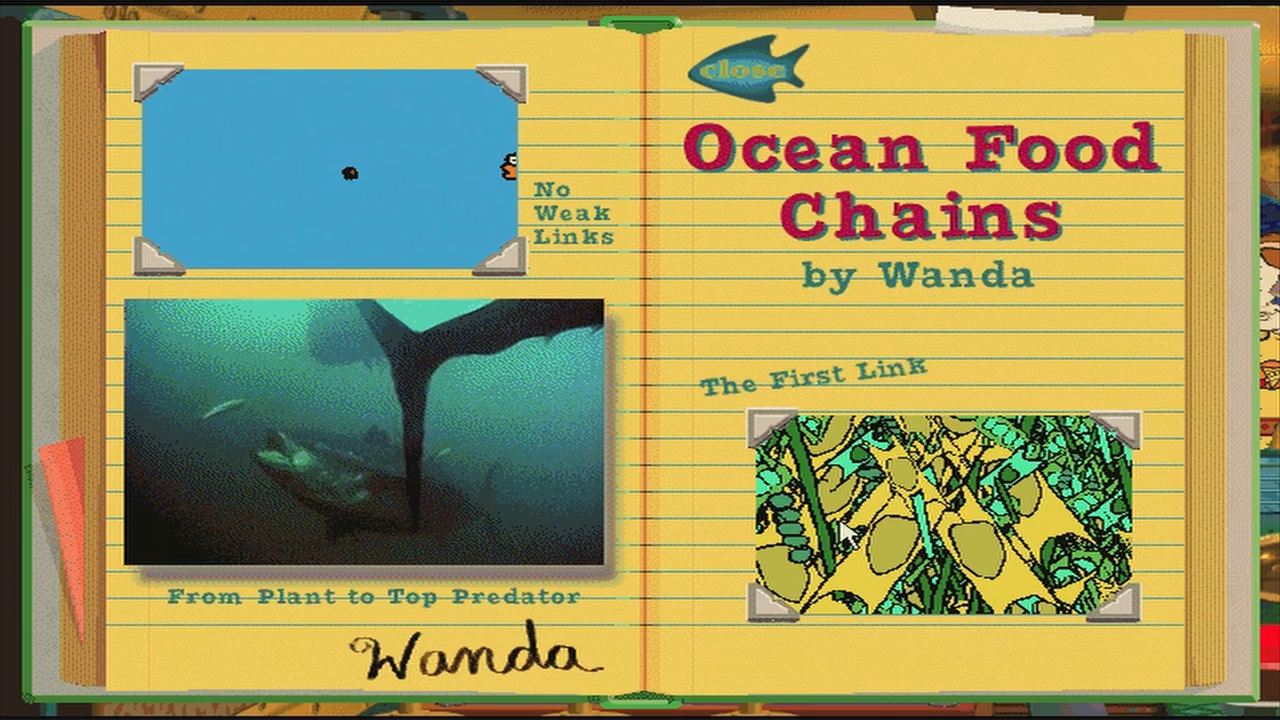 No
Weak
Links
From Plant to Top Predator
Wanda
close
Ocean Food
Chains
by Wanda
The First Link